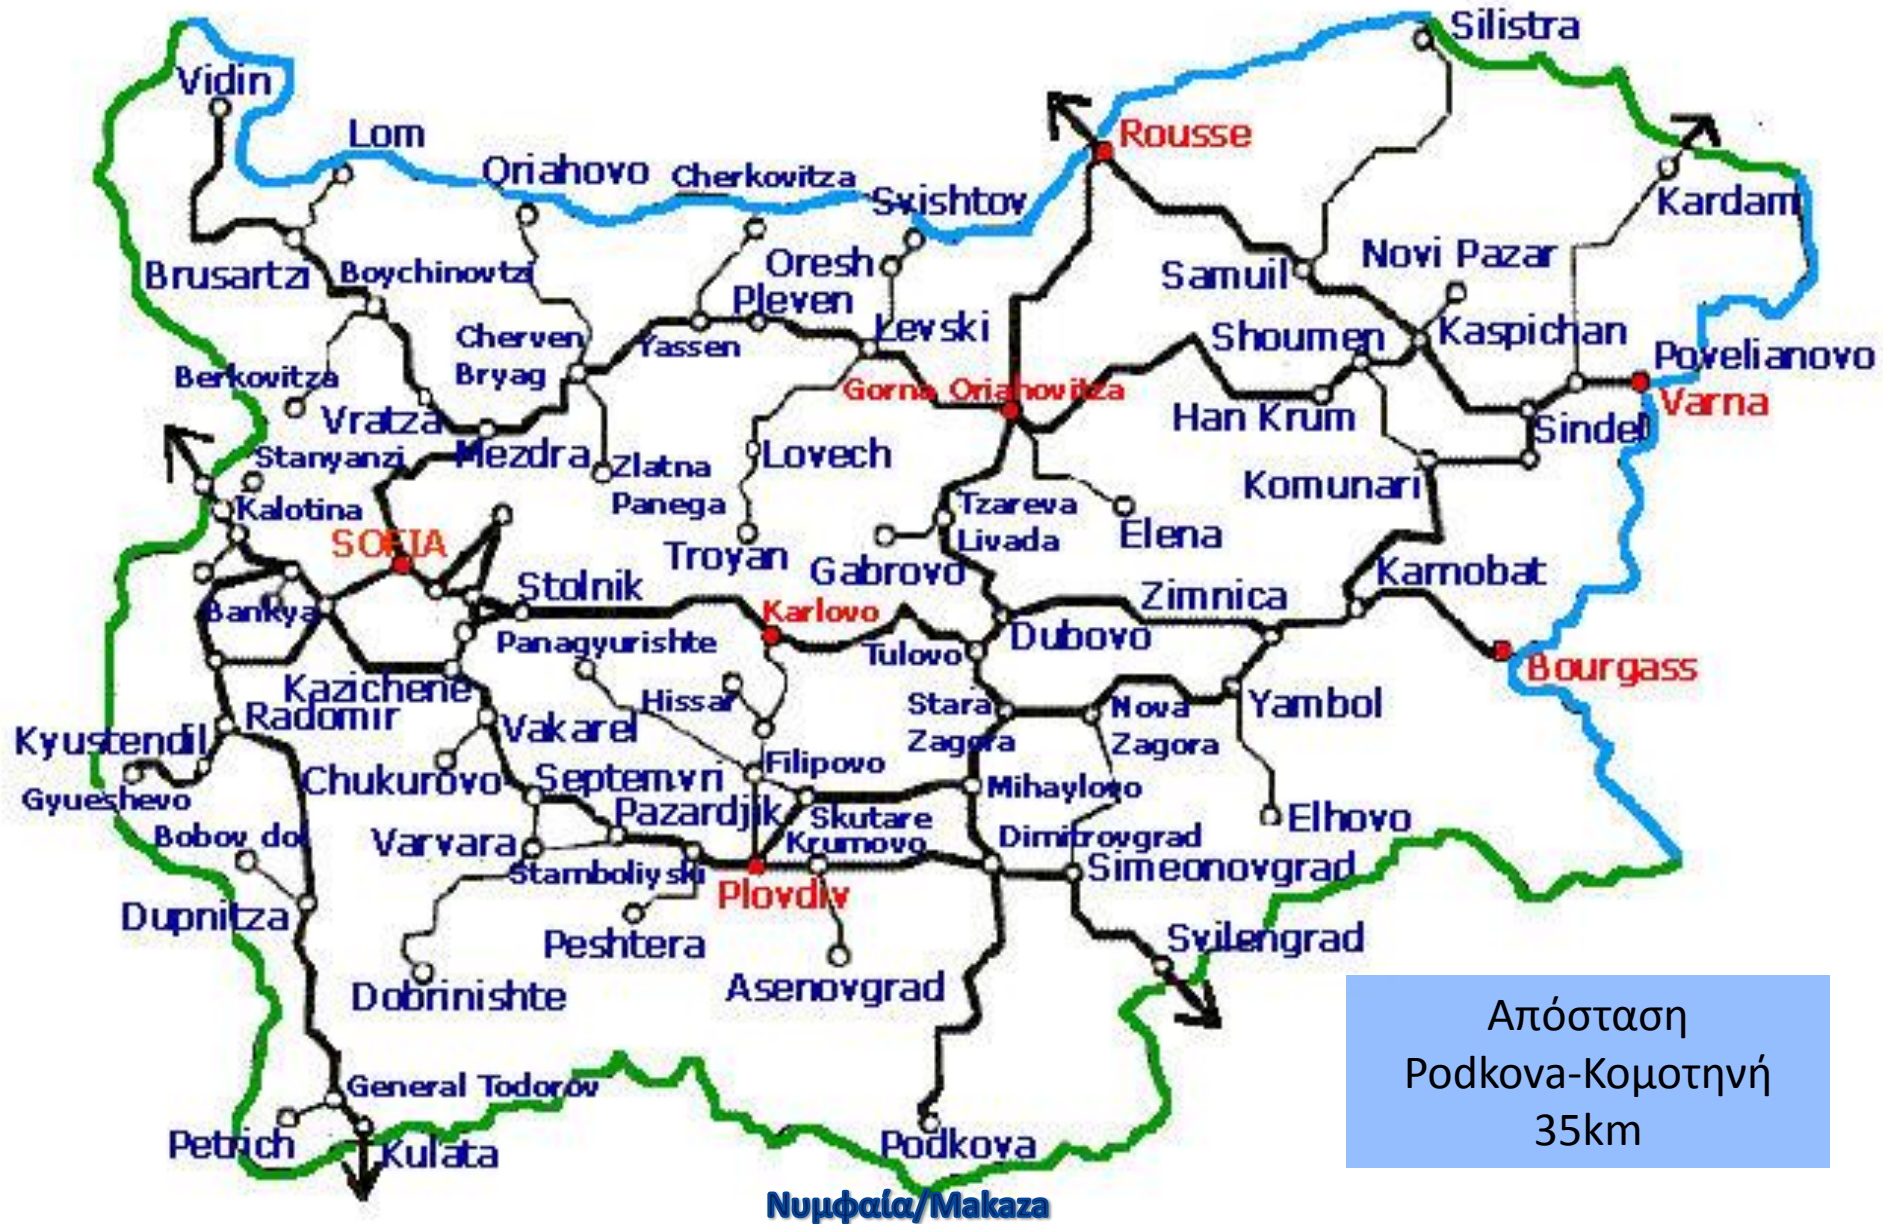 Silistra
Vidin
Lom
Rousse
Oriahovo
Cherkovitza
Svishtov
Kardam
Brusartzi
Boychinovtzi
Oresh
Samuil
Novi Pazar
Pleven
Cherven
Bryag
Yassen
Levski
Shoumen
Kaspichan
Povelianovo
Berkovitza
Gorna Oriahovitza
Varna
Vratza
Han Krum
Sindel
Stanyanzi
Mezdra
Zlatna
Panega
Lovech
Komunari
Kalotina
Tzareva
Livada
Elena
SOFIA
Troyan
Gabrovo
Karnobat
Stolnik
Zimnica
Bankya
Karlovo
Panagyurishte
Tulovo
Dubovo
Bourgass
Kazichene
Hissar
Stara
Zagora
Nova
Zagora
Yambol
Radomir
Vakarel
Kyustendil
Gyueshevo
Chukurovo
Septemvri
Filipovo
Mihaylovo
Pazardjik
Skutare
Elhovo
Bobov dol
Varvara
Krumovo
Dimitrovgrad
Stamboliyski
Simeonovgrad
Plovdiv
Dupnitza
Peshtera
Svilengrad
Dobrinishte
Asenovgrad
Απόσταση
Podkova-Κομοτηνή
35km
General Todorov
Petrich
Kulata
Podkova
Νυμφαία/Makaza